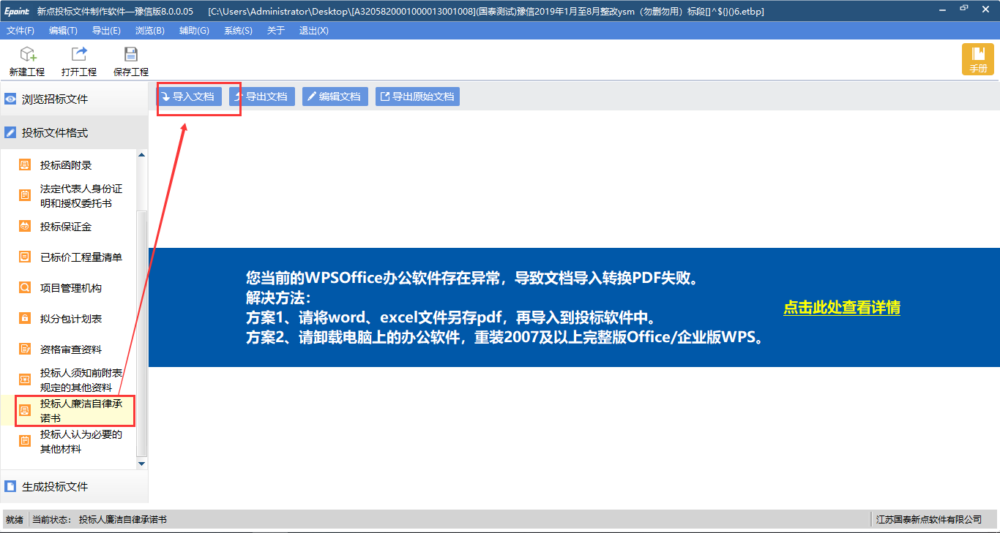 Epoint 新点投标文件制作软件—豫信版8.0.0.05 [C:\Users\Administrator\Desktop\[A3205820001000013001008](国泰测试)豫信2019年1月至8月整改ysm（勿删勿用）标段[]^${}()6.etbp]
文件(F) 编辑(T) 导出(E) 浏览(B) 辅助(G) 系统(S) 关于 退出(X)
新建工程 打开工程 保存工程 手册
浏览招标文件
导入文档 导出文档 编辑文档 导出原始文档
投标文件格式
投标函附录
法定代表人身份证
明和授权委托书
投标保证金
已标价工程量清单
项目管理机构
拟分包计划表
资格审查资料
投标人须知前附表
规定的其他资料
投标人廉洁自律承
诺书
投标人认为必要的
其他材料
生成投标文件
您当前的WPSOffice办公软件存在异常，导致文档导入转换PDF失败。
解决方法：
方案1、请将word、excel文件另存pdf，再导入到投标软件中。
方案2、请卸载电脑上的办公软件，重装2007及以上完整版Office/企业版WPS。
点击此处查看详情
就绪 当前状态： 投标人廉洁自律承诺书 江苏国泰新点软件有限公司